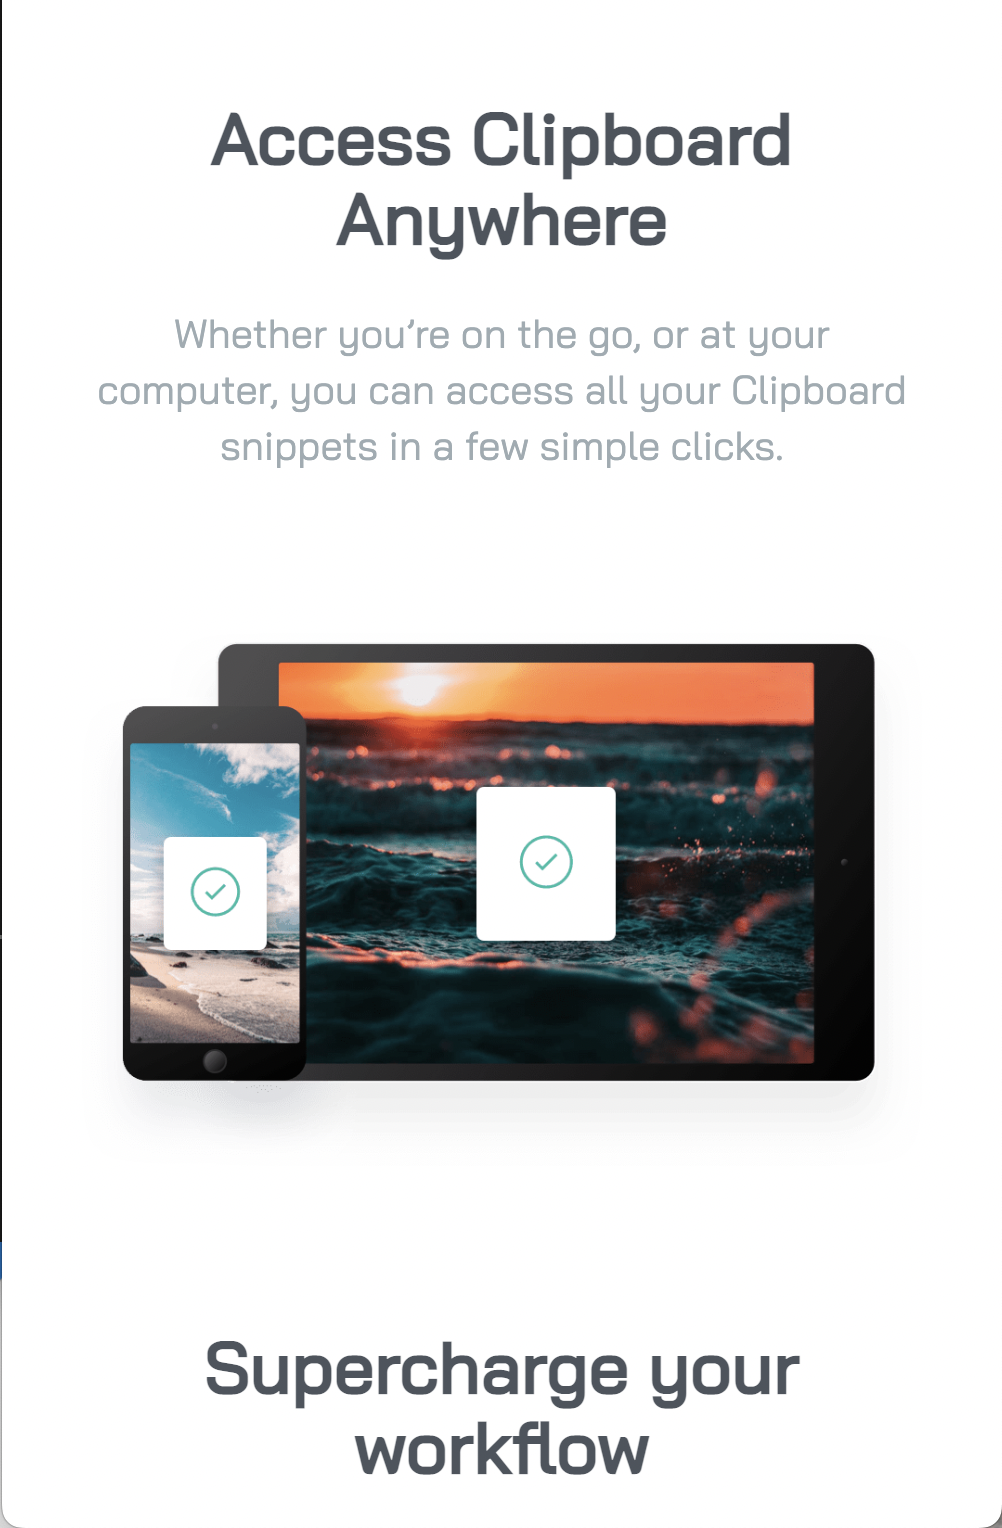 Access Clipboard
Anywhere
Whether you’re on the go, or at your
computer, you can access all your Clipboard
snippets in a few simple clicks.
Supercharge your
workflow